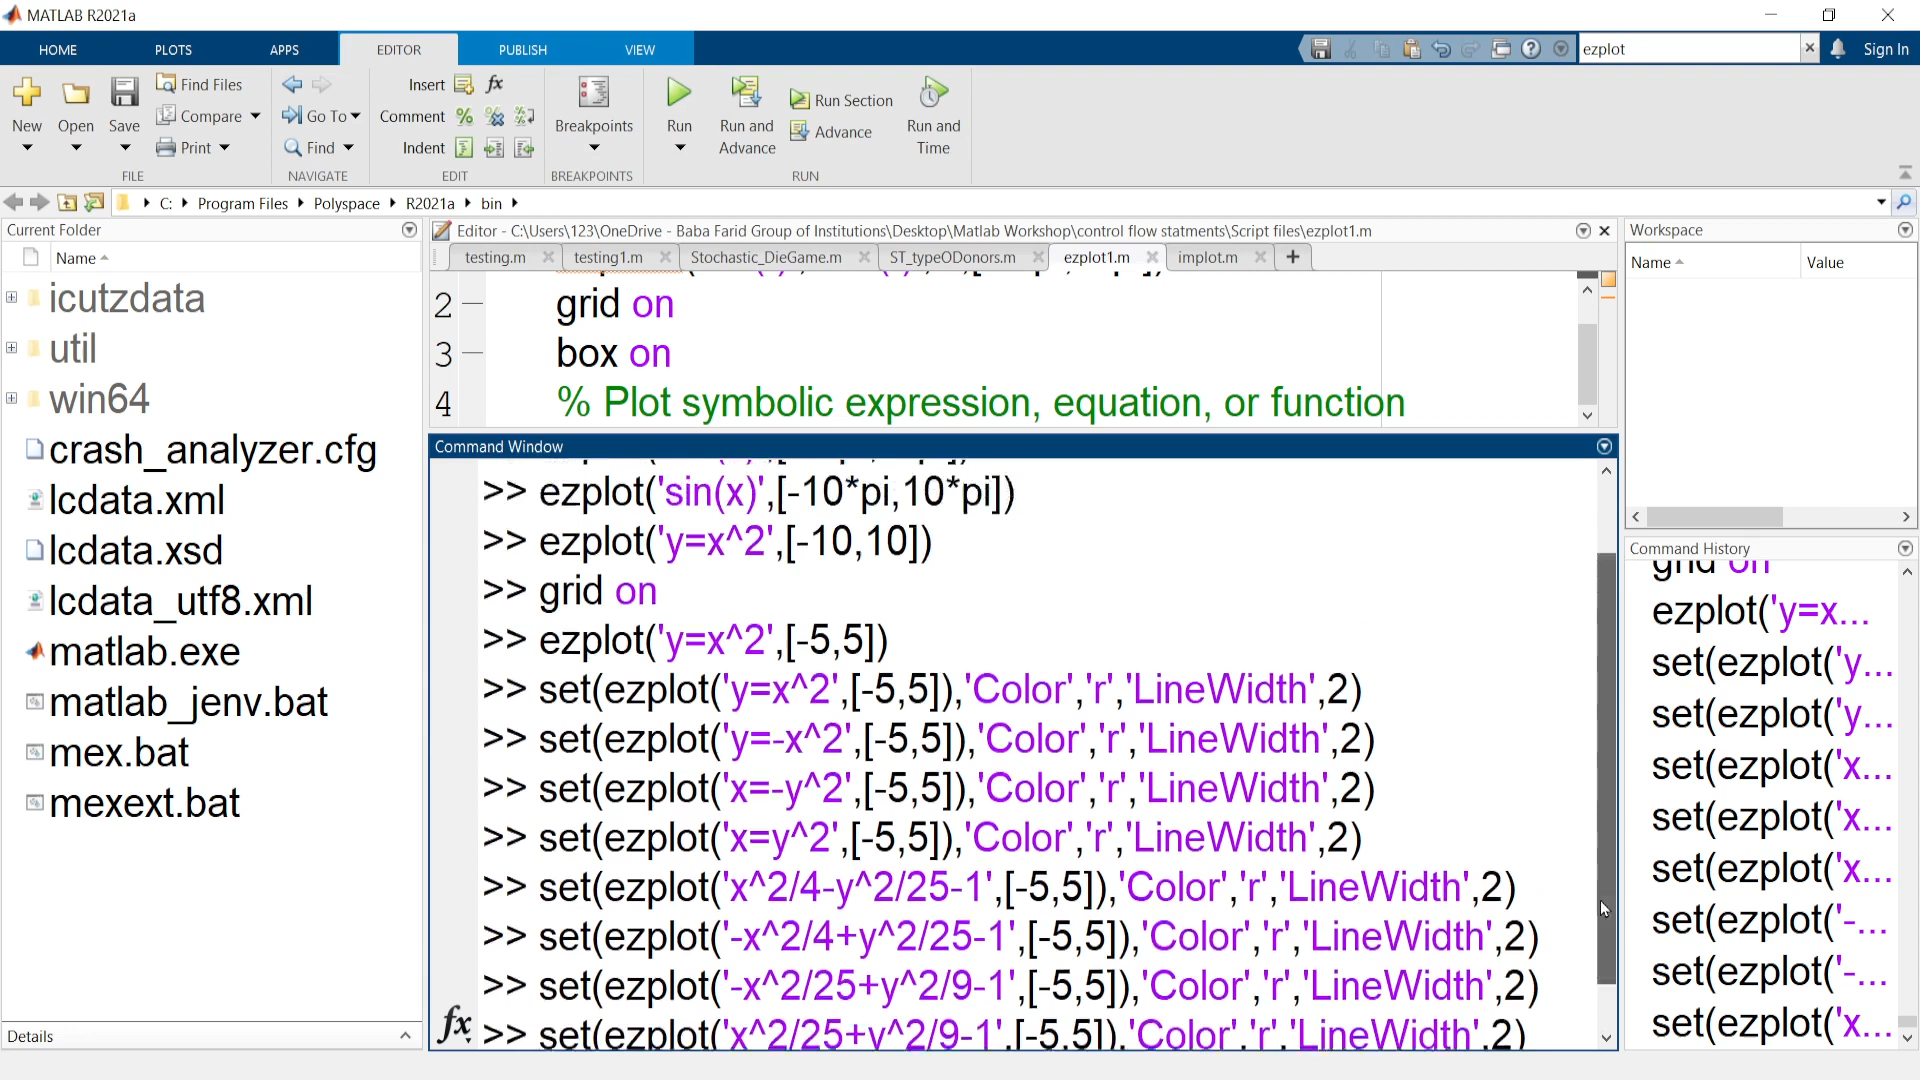 MATLAB R2021a
HOME PLOTS APPS EDITOR PUBLISH VIEW
ezplot
Sign In
New
Open
Save
Find Files
Compare
Print
FILE
Go To
Find
NAVIGATE
Insert
fx
Comment
Indent
EDIT
Breakpoints
BREAKPOINTS
Run
Run and
Advance
Run Section
Advance
Run and
Time
RUN
C: Program Files Polyspace R2021a bin
Current Folder
Name
icutzdata
util
win64
crash_analyzer.cfg
lcdata.xml
lcdata.xsd
lcdata_utf8.xml
matlab.exe
matlab_jenv.bat
mex.bat
mexext.bat
Details
Editor - C:\Users\123\OneDrive - Baba Farid Group of Institutions\Desktop\Matlab Workshop\control flow statments\Script files\ezplot1.m
testing.m testing1.m Stochastic_DieGame.m ST_typeODonors.m ezplot1.m implot.m
2 grid on
3 box on
4 % Plot symbolic expression, equation, or function
Command Window
>> ezplot('sin(x)',[-10*pi,10*pi])
>> ezplot('y=x^2',[-10,10])
>> grid on
>> ezplot('y=x^2',[-5,5])
>> set(ezplot('y=x^2',[-5,5]),'Color','r','LineWidth',2)
>> set(ezplot('y=-x^2',[-5,5]),'Color','r','LineWidth',2)
>> set(ezplot('x=-y^2',[-5,5]),'Color','r','LineWidth',2)
>> set(ezplot('x=y^2',[-5,5]),'Color','r','LineWidth',2)
>> set(ezplot('x^2/4-y^2/25-1',[-5,5]),'Color','r','LineWidth',2)
>> set(ezplot('-x^2/4+y^2/25-1',[-5,5]),'Color','r','LineWidth',2)
>> set(ezplot('-x^2/25+y^2/9-1',[-5,5]),'Color','r','LineWidth',2)
fx >> set(ezplot('x^2/25+y^2/9-1',[-5,5]),'Color','r','LineWidth',2)
Workspace
Name Value
Command History
grid on
ezplot('y=x...
set(ezplot('y...
set(ezplot('y...
set(ezplot('x...
set(ezplot('x...
set(ezplot('x...
set(ezplot('-...
set(ezplot('-...
set(ezplot('x...